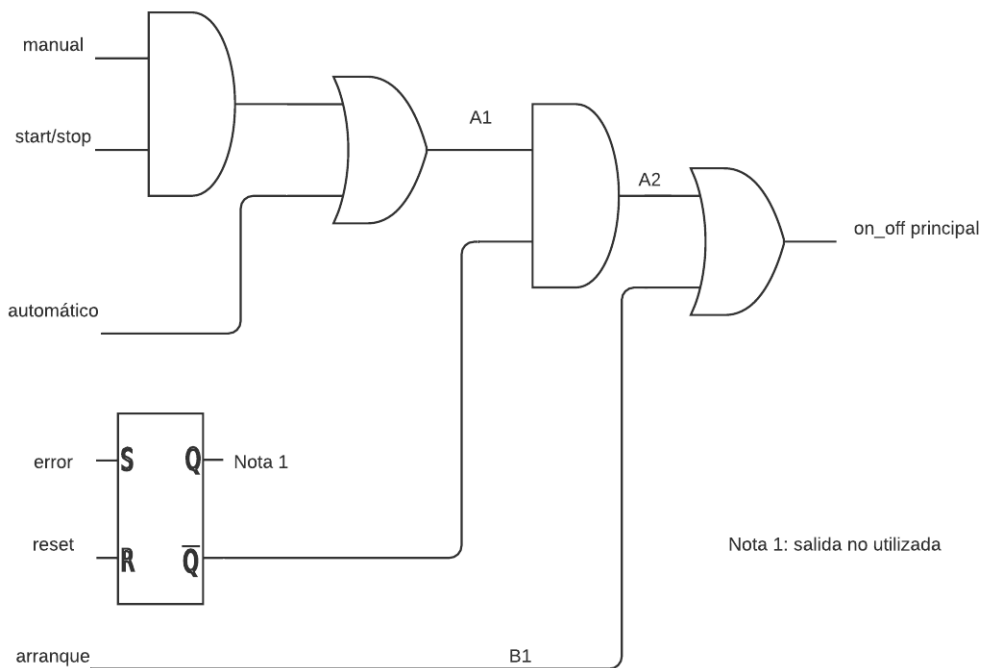 manual
A1
start/stop
A2
on_off principal
automático
S Q
error
Nota 1
reset
Nota 1: salida no utilizada
R Q̅
arranque
B1